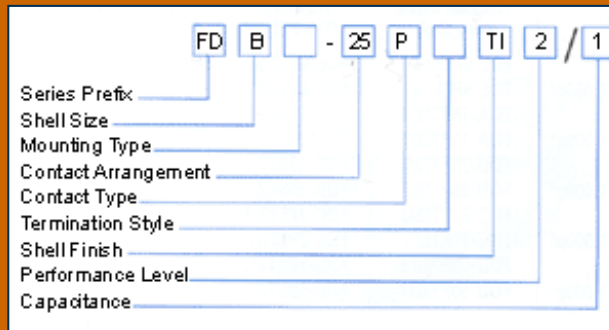 FD B - 25 P TI 2 / 1
Series Prefix
Shell Size
Mounting Type
Contact Arrangement
Contact Type
Termination Style
Shell Finish
Performance Level
Capacitance